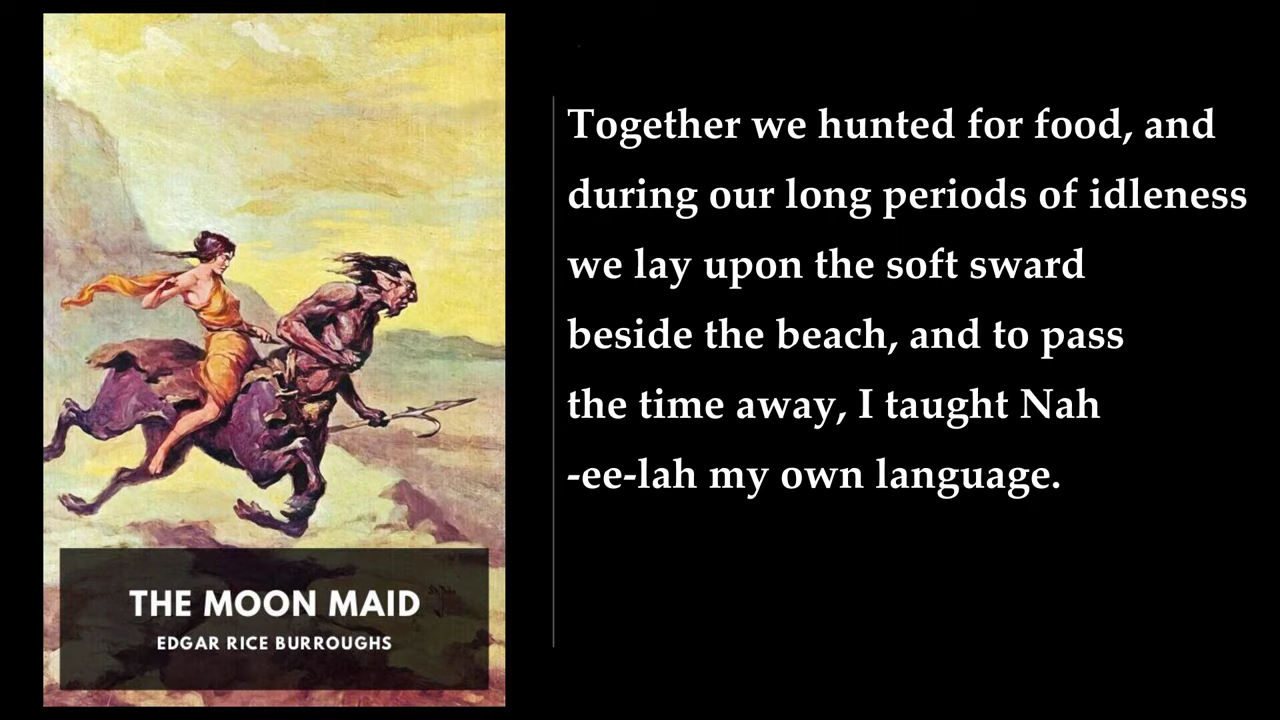 THE MOON MAID
EDGAR RICE BURROUGHS
Together we hunted for food, and
during our long periods of idleness
we lay upon the soft sward
beside the beach, and to pass
the time away, I taught Nah
-ee-lah my own language.